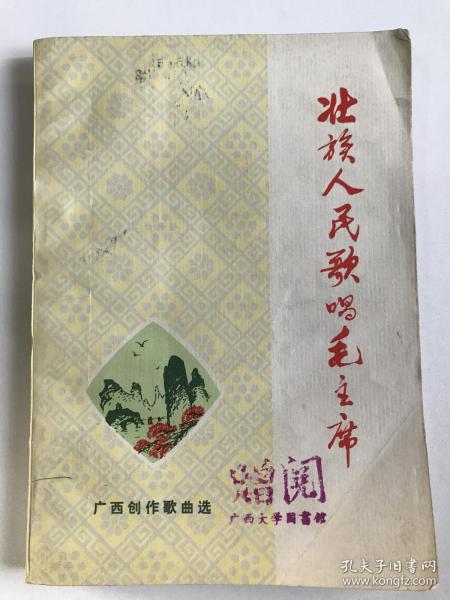 壮族人民歌唱毛主席
赠阅
广西大学图书馆
广西创作歌曲选
孔夫子旧书网
www.kongfz.com